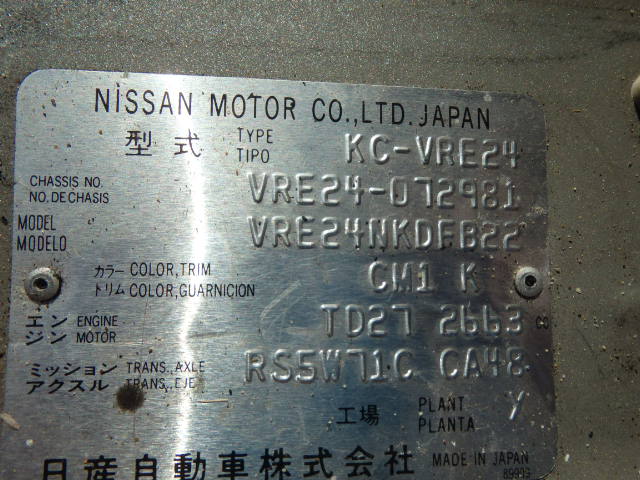 NISSAN MOTOR CO.,LTD. JAPAN
型式 TYPE TIPO KC-VRE24
CHASSIS NO. NO. DE CHASIS VRE24-072981
MODEL MODELO VRE24NKDFB22
カラー COLOR,TRIM トリム COLOR,GUARNICION CM1 K
エンジン ENGINE MOTOR TD27 2663 cc
ミッション TRANS.,AXLE アクスル TRANS.,EJE RS5W71C CA48
工場 PLANT PLANTA Y
日産自動車株式会社 MADE IN JAPAN